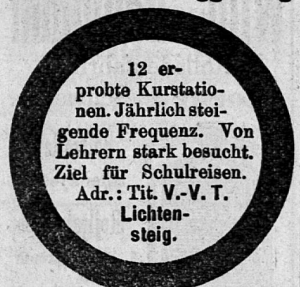 12 er-
probte Kurstatio-
nen. Jährlich stei-
gende Frequenz. Von
Lehrern stark besucht.
Ziel für Schulreisen.
Adr.: Tit. V.-V. T.
Lichten-
steig.